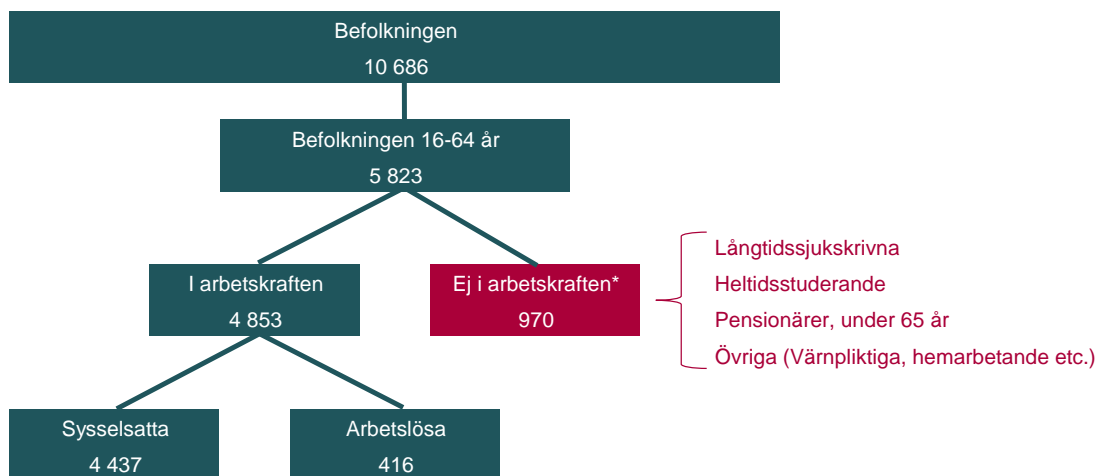 Befolkningen
10 686
Befolkningen 16-64 år
5 823
I arbetskraften
4 853
Ej i arbetskraften*
970
Långtidssjukskrivna
Heltidsstuderande
Pensionärer, under 65 år
Övriga (Värnpliktiga, hemarbetande etc.)
Sysselsatta
4 437
Arbetslösa
416